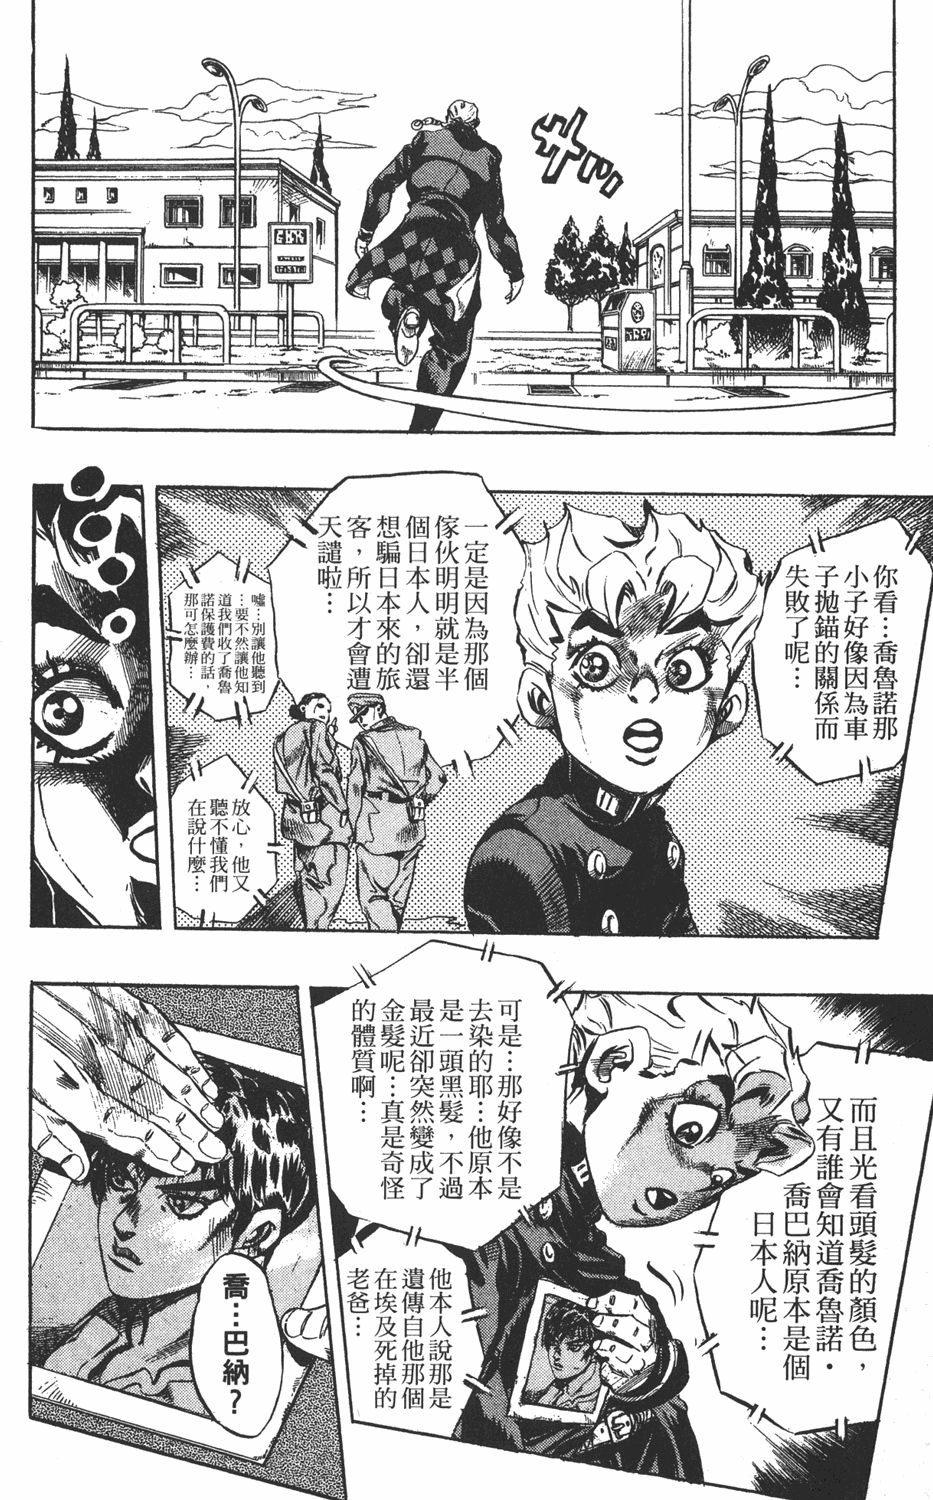 ザッ
你看…喬魯諾那
小子好像因為車
子拋錨的關係而
失敗了呢…
一定是因為那個
傢伙明明就是半
個日本人，卻還
想騙日本來的旅
客，所以才會遭
天譴啦…
噓…別讓他聽到
…要不然讓他知
道我們收了喬魯
諾保護費的話，
那可怎麼辦…
放心，他又
聽不懂我們
在說什麼…
而且光看頭髮的顏色，
又有誰會知道喬魯諾・
喬巴納原本是個
日本人呢…
可是…那好像不是
去染的耶…他原本
是一頭黑髮，不過
最近卻突然變成了
金髮呢…真是奇怪
的體質啊…
他本人說那是
遺傳自他那個
在埃及死掉的
老爸…
喬…巴納？